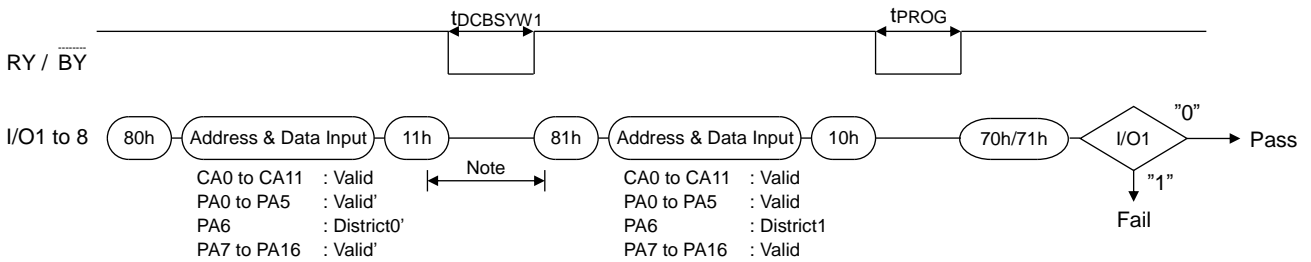 tDCBSYW1
tPROG
RY / BY
I/O1 to 8
80h
Address & Data Input
11h
81h
Address & Data Input
10h
70h/71h
I/O1
"0"
Pass
Note
"1"
Fail
CA0 to CA11 : Valid
PA0 to PA5 : Valid'
PA6 : District0'
PA7 to PA16 : Valid'
CA0 to CA11 : Valid
PA0 to PA5 : Valid
PA6 : District1
PA7 to PA16 : Valid